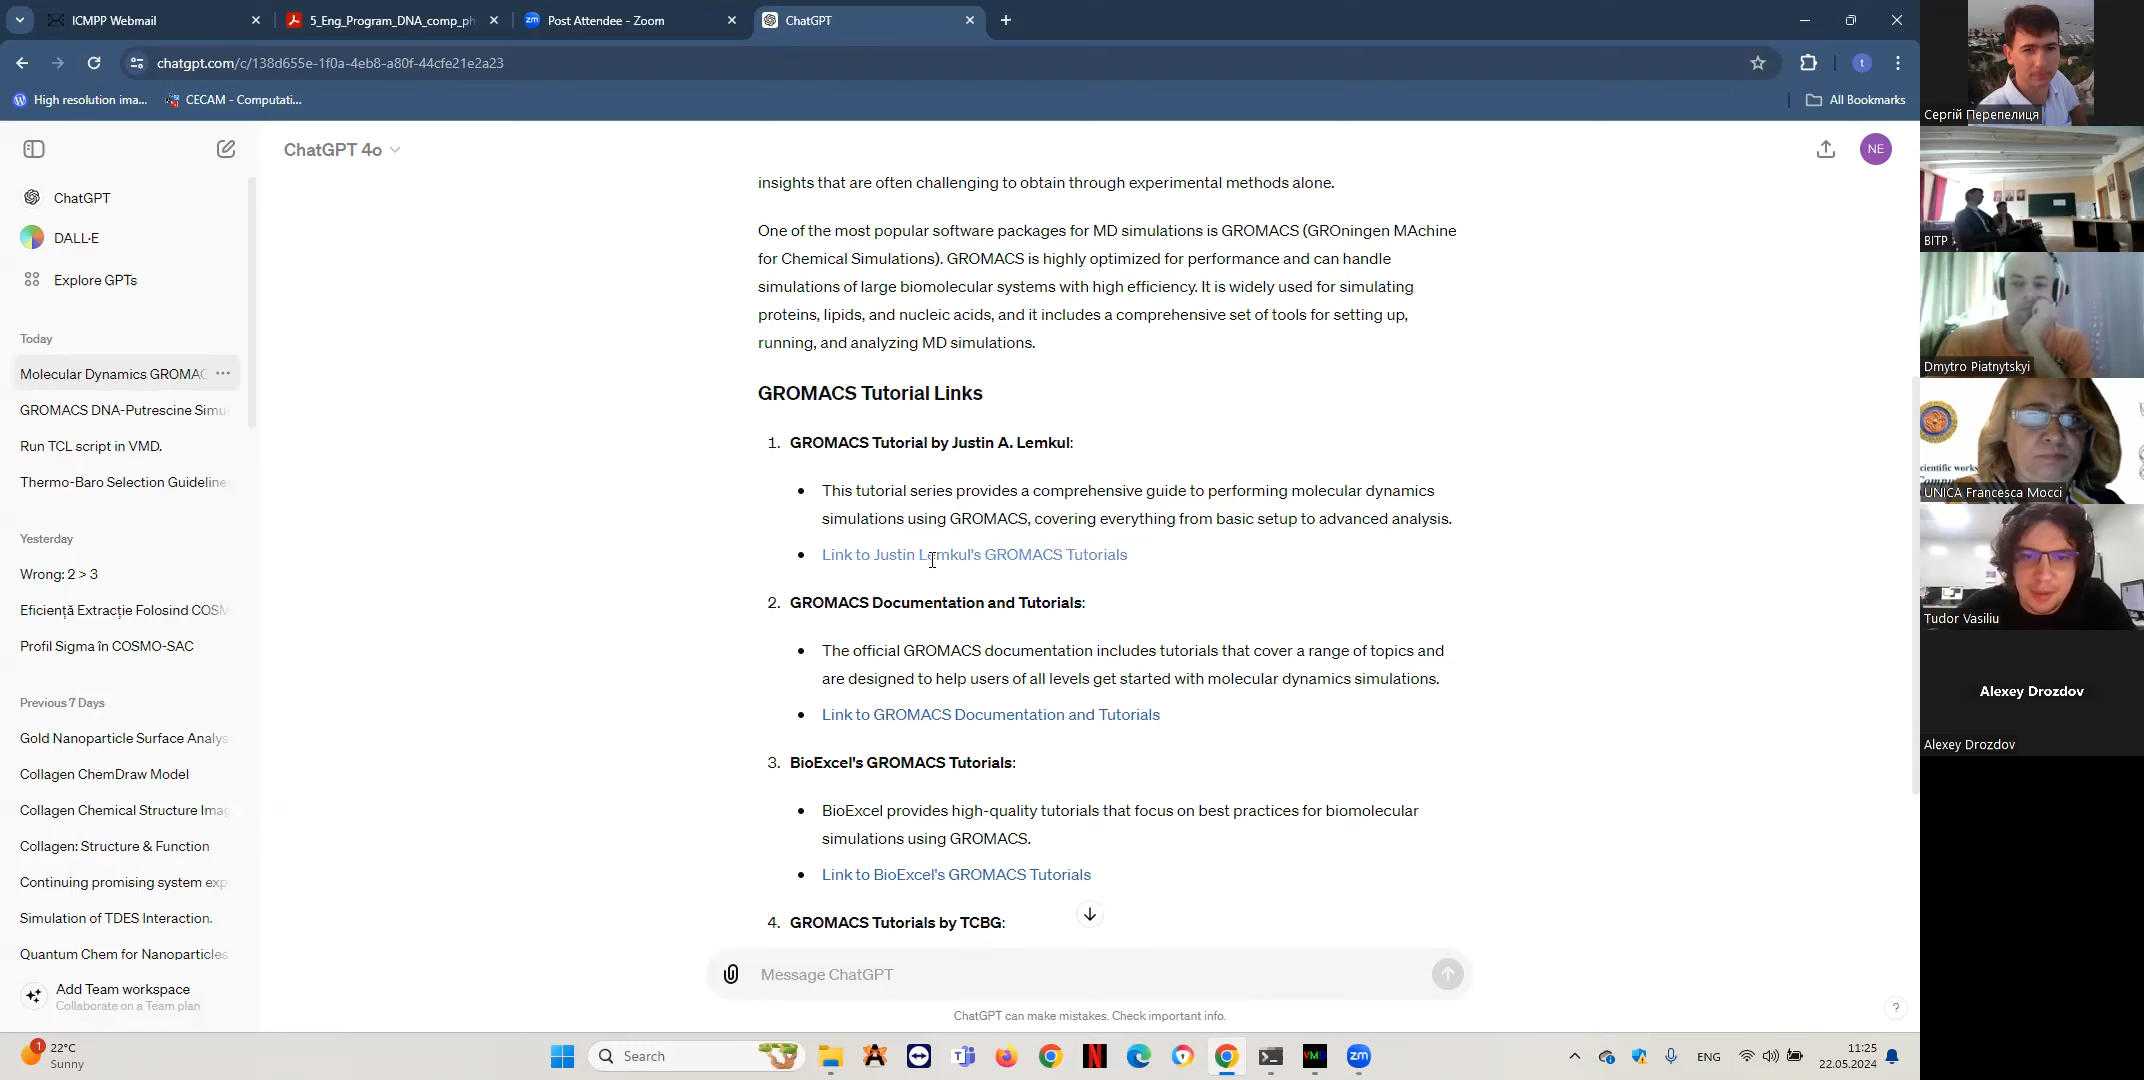 ICMPP Webmail
5_Eng_Program_DNA_comp_ph
Post Attendee - Zoom
ChatGPT
chatgpt.com/c/138d655e-1f0a-4eb8-a80f-44cfe21e2a23
High resolution ima...
CECAM - Computati...
All Bookmarks
ChatGPT 4o
NE
ChatGPT
DALL·E
Explore GPTs
Today
Molecular Dynamics GROMAC
GROMACS DNA-Putrescine Simu
Run TCL script in VMD.
Thermo-Baro Selection Guideline
Yesterday
Wrong: 2 > 3
Eficiență Extracție Folosind COSM
Profil Sigma în COSMO-SAC
Previous 7 Days
Gold Nanoparticle Surface Analys
Collagen ChemDraw Model
Collagen Chemical Structure Imag
Collagen: Structure & Function
Continuing promising system exp
Simulation of TDES Interaction.
Quantum Chem for Nanoparticles
Add Team workspace
Collaborate on a Team plan
insights that are often challenging to obtain through experimental methods alone.
One of the most popular software packages for MD simulations is GROMACS (GROningen MAchine
for Chemical Simulations). GROMACS is highly optimized for performance and can handle
simulations of large biomolecular systems with high efficiency. It is widely used for simulating
proteins, lipids, and nucleic acids, and it includes a comprehensive set of tools for setting up,
running, and analyzing MD simulations.
GROMACS Tutorial Links
1. GROMACS Tutorial by Justin A. Lemkul:
• This tutorial series provides a comprehensive guide to performing molecular dynamics
simulations using GROMACS, covering everything from basic setup to advanced analysis.
• Link to Justin Lemkul's GROMACS Tutorials
2. GROMACS Documentation and Tutorials:
• The official GROMACS documentation includes tutorials that cover a range of topics and
are designed to help users of all levels get started with molecular dynamics simulations.
• Link to GROMACS Documentation and Tutorials
3. BioExcel's GROMACS Tutorials:
• BioExcel provides high-quality tutorials that focus on best practices for biomolecular
simulations using GROMACS.
• Link to BioExcel's GROMACS Tutorials
4. GROMACS Tutorials by TCBG:
Message ChatGPT
ChatGPT can make mistakes. Check important info.
?
Сергій Перепелиця
BITP
Dmytro Piatnytskyi
UNICA Francesca Mocci
Tudor Vasiliu
Alexey Drozdov
Alexey Drozdov
1
22°C
Sunny
Search
VMD
zm
ENG
11:25
22.05.2024